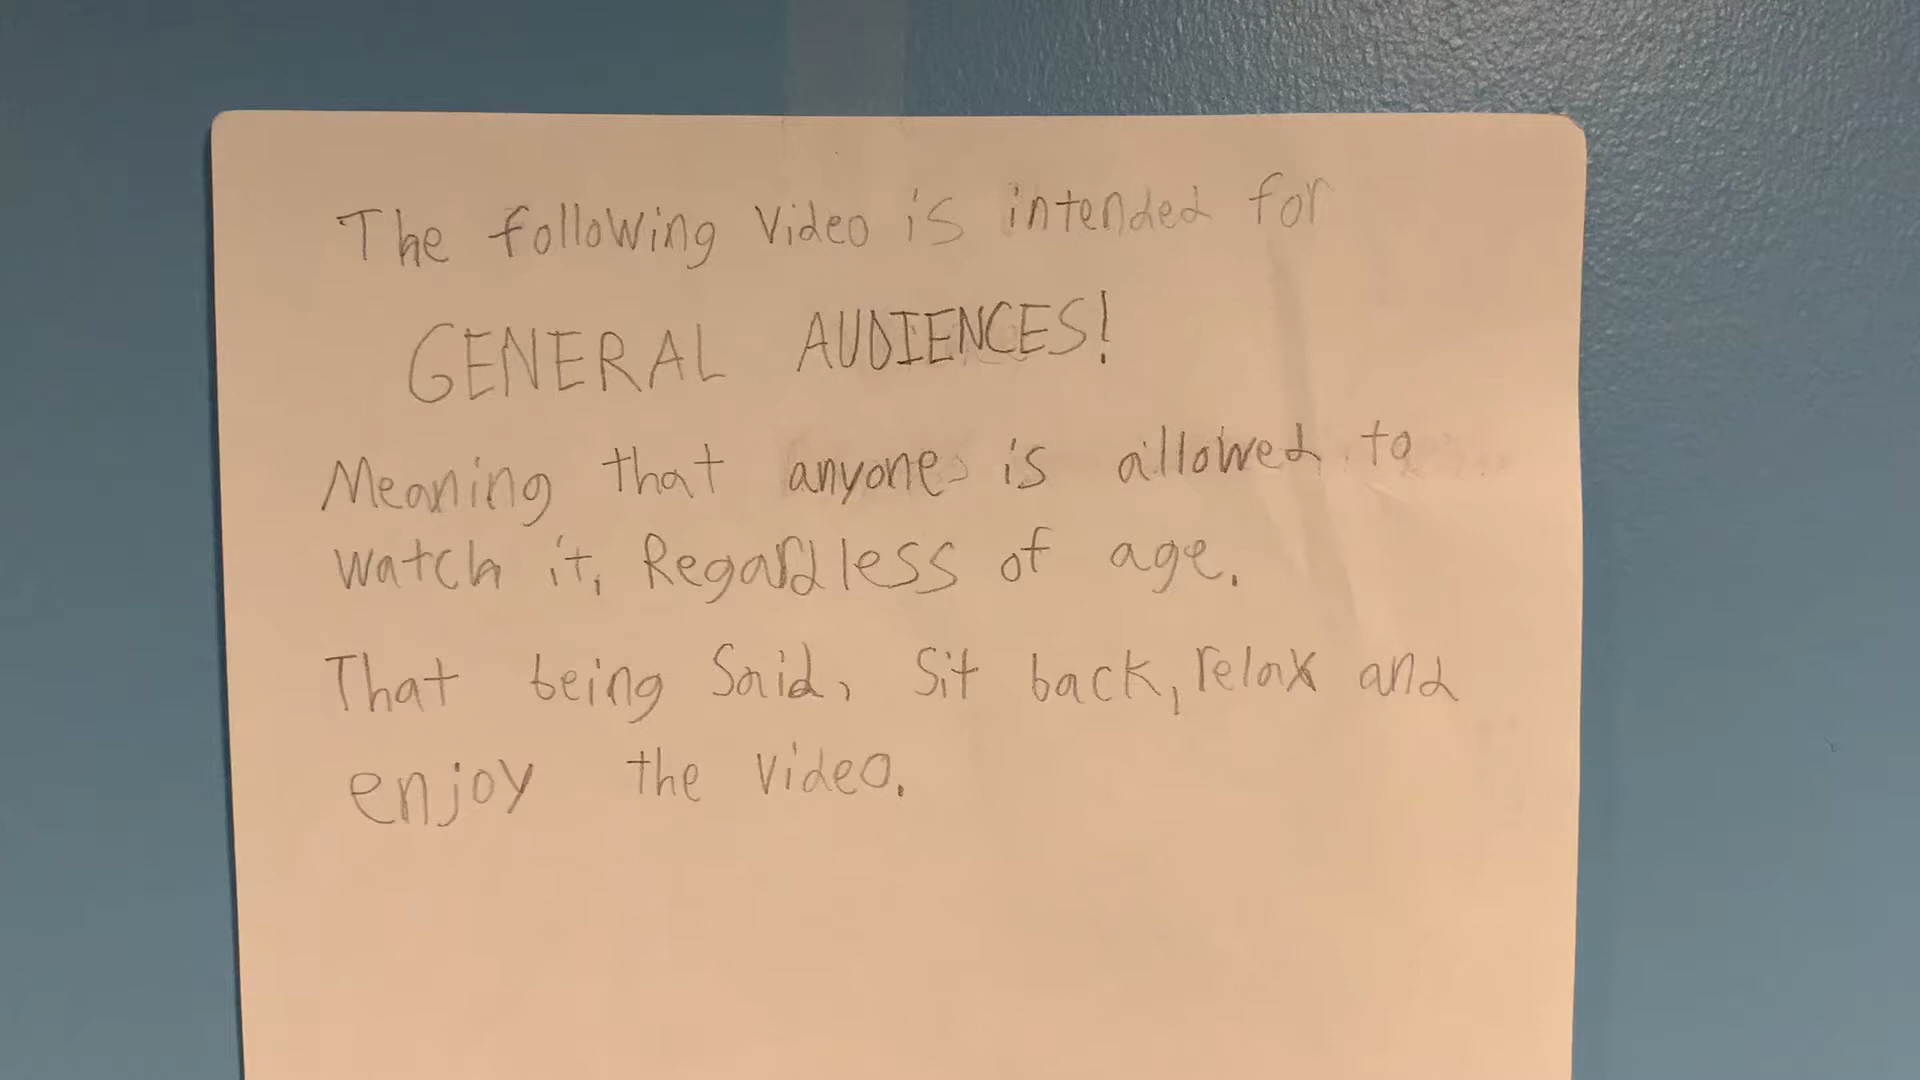 The following video is intended for
GENERAL AUDIENCES!
Meaning that anyone is allowed to
watch it, Regardless of age.
That being Said, Sit back, relax and
enjoy the video.